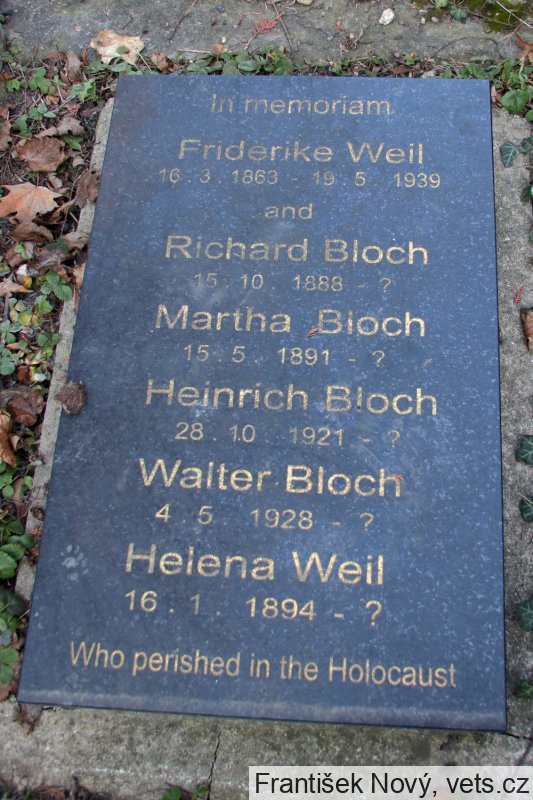 In memoriam
Friderike Weil
16 . 3 . 1863 - 19 . 5 . 1939
and
Richard Bloch
15 . 10 . 1888 - ?
Martha Bloch
15 . 5 . 1891 - ?
Heinrich Bloch
28 . 10 . 1921 - ?
Walter Bloch
4 . 5 . 1928 - ?
Helena Weil
16 . 1 . 1894 - ?
Who perished in the Holocaust
František Nový, vets.cz